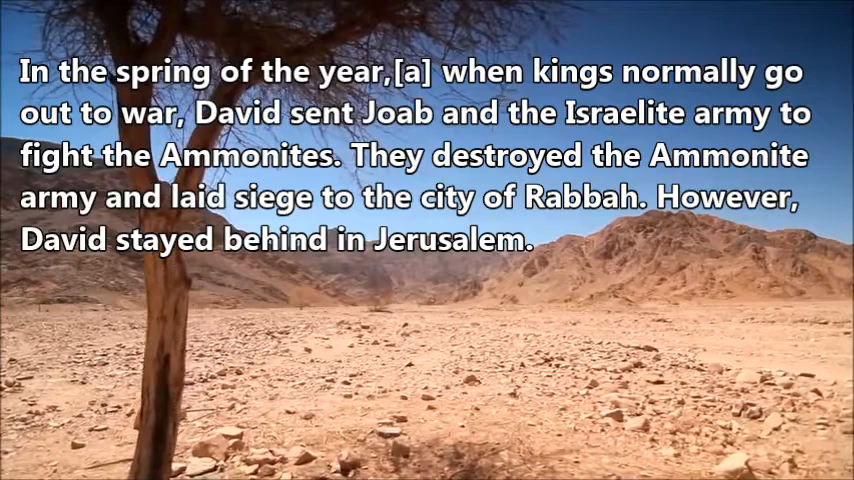 In the spring of the year,[a] when kings normally go
out to war, David sent Joab and the Israelite army to
fight the Ammonites. They destroyed the Ammonite
army and laid siege to the city of Rabbah. However,
David stayed behind in Jerusalem.